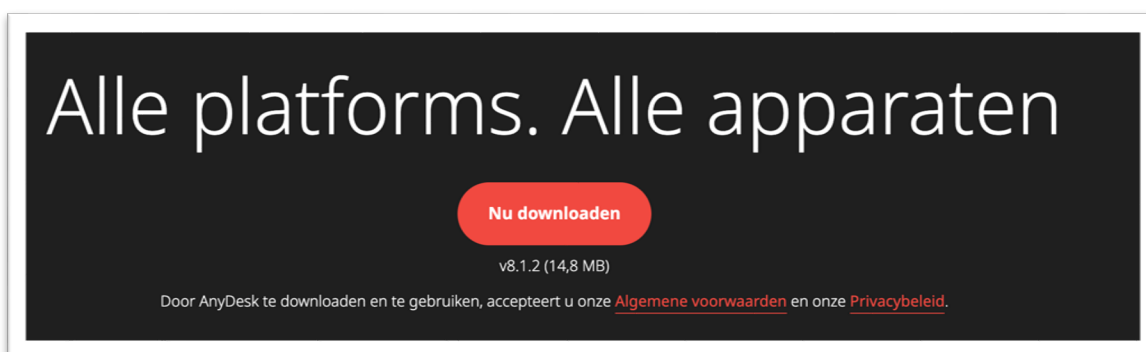 Alle platforms. Alle apparaten
Nu downloaden
v8.1.2 (14,8 MB)
Door AnyDesk te downloaden en te gebruiken, accepteert u onze Algemene voorwaarden en onze Privacybeleid.